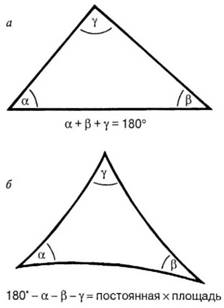 а
γ
α
β
α + β + γ = 180°
б
γ
α
β
180° – α – β – γ = постоянная × площадь